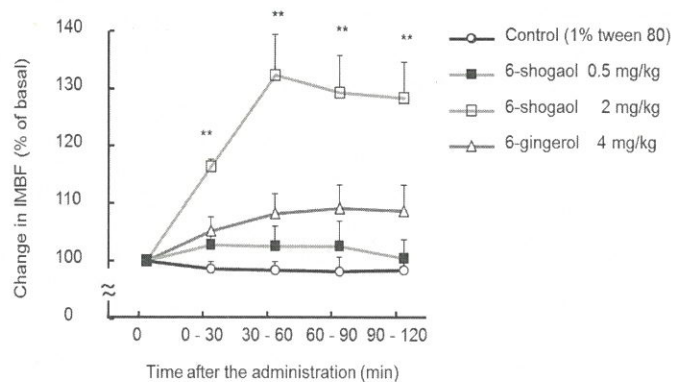 140
130
120
110
100
0
Change in IMBF (% of basal)
**
**
**
**
≈
0
0 - 30
30 - 60
60 - 90
90 - 120
Time after the administration (min)
Control (1% tween 80)
6-shogaol 0.5 mg/kg
6-shogaol 2 mg/kg
6-gingerol 4 mg/kg